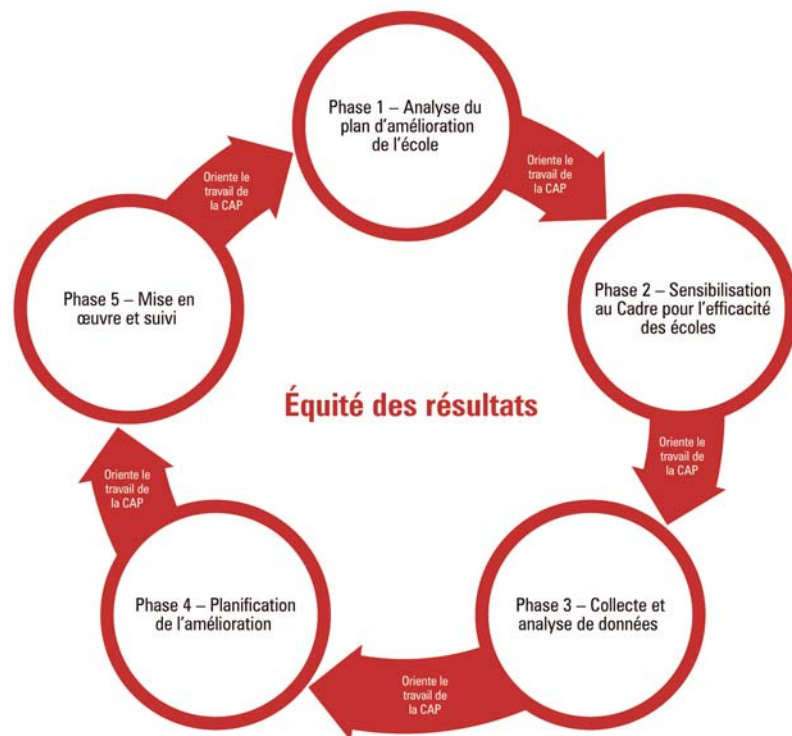 Phase 1 – Analyse du
plan d'amélioration
de l'école
Oriente le
travail de
la CAP
Phase 2 – Sensibilisation
au Cadre pour l'efficacité
des écoles
Oriente le
travail de
la CAP
Phase 3 – Collecte et
analyse de données
Oriente le
travail de
la CAP
Phase 4 – Planification
de l'amélioration
Oriente le
travail de
la CAP
Phase 5 – Mise en
œuvre et suivi
Oriente le
travail de
la CAP
Équité des résultats